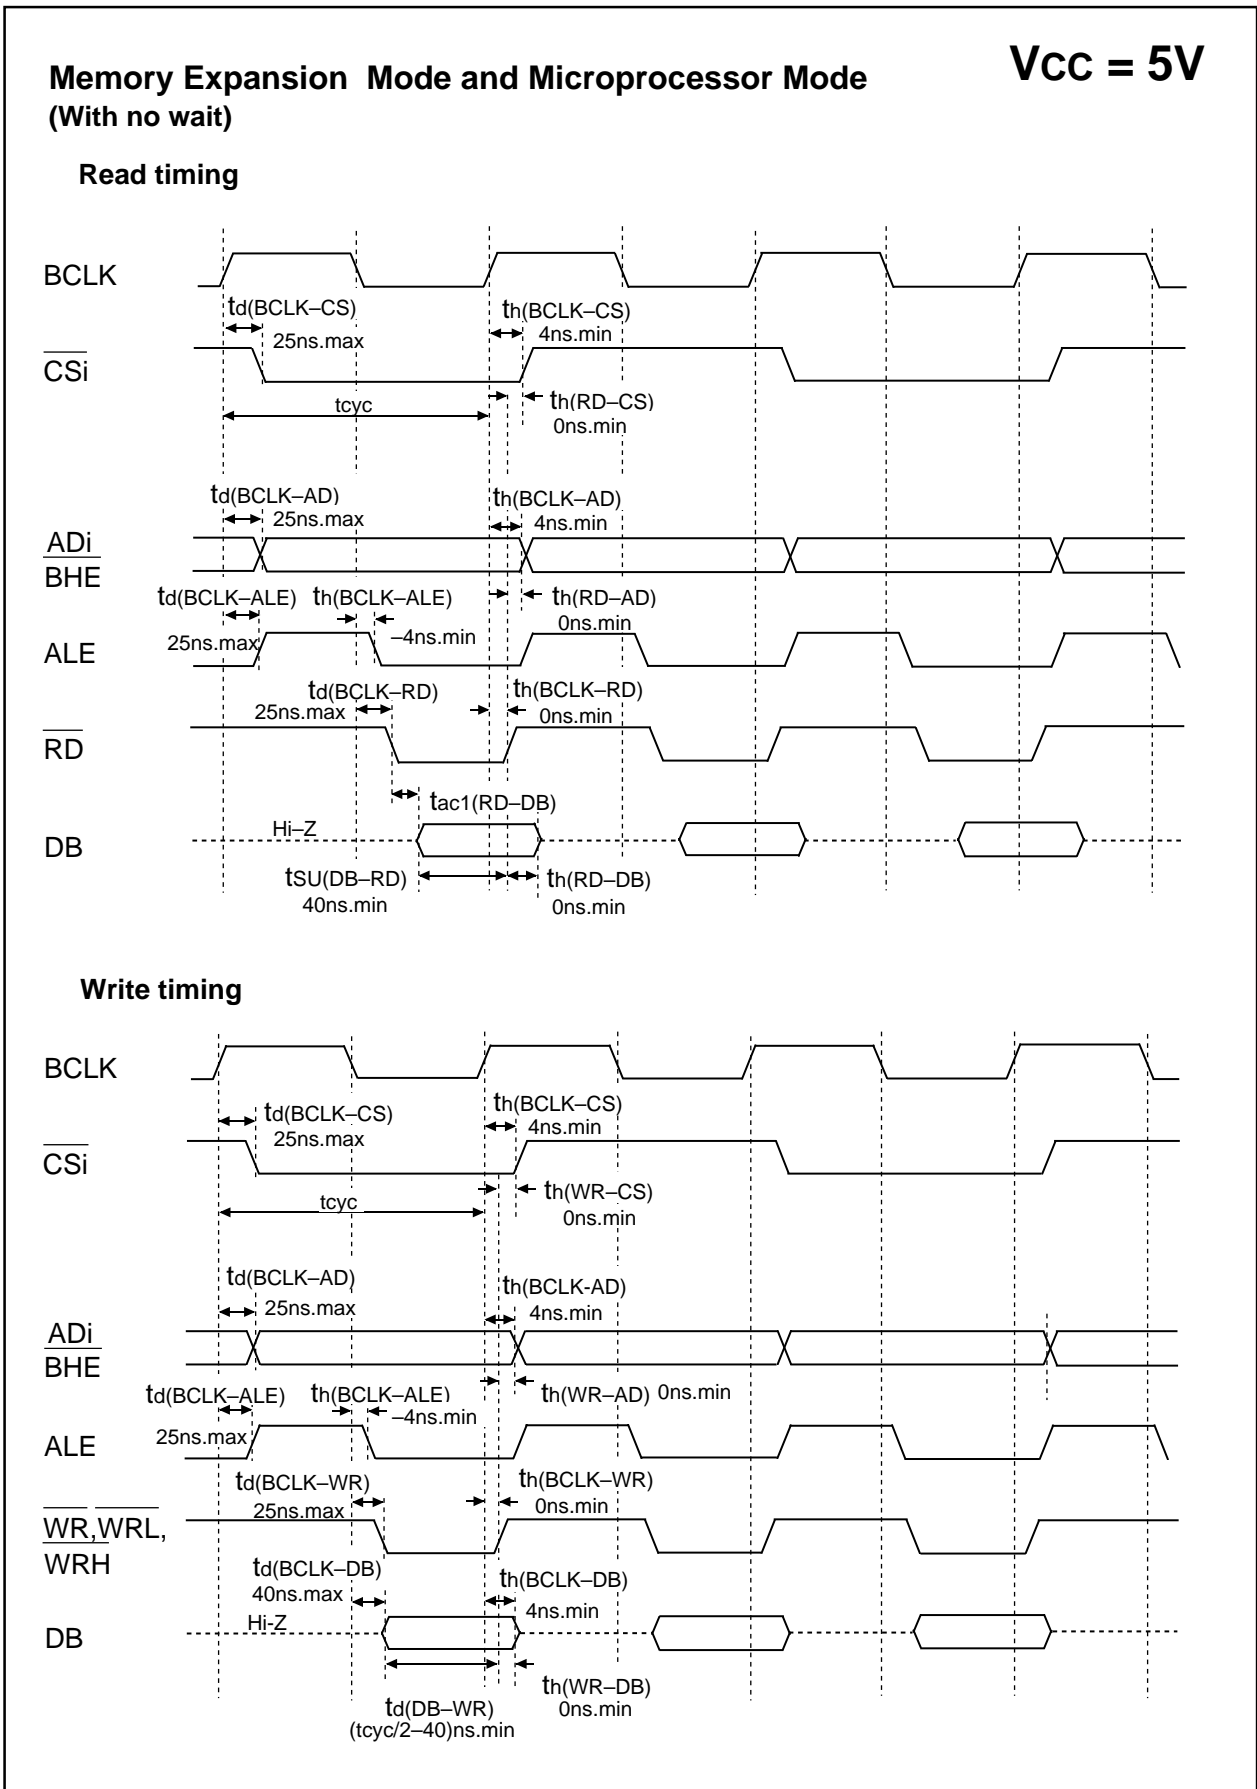 VCC = 5V
Memory Expansion Mode and Microprocessor Mode
(With no wait)
Read timing
BCLK
td(BCLK–CS)
25ns.max
th(BCLK–CS)
4ns.min
CSi
tcyc
th(RD–CS)
0ns.min
td(BCLK–AD)
25ns.max
th(BCLK–AD)
4ns.min
ADi
BHE
td(BCLK–ALE)
25ns.max
th(BCLK–ALE)
–4ns.min
th(RD–AD)
0ns.min
ALE
td(BCLK–RD)
25ns.max
th(BCLK–RD)
0ns.min
RD
tac1(RD–DB)
Hi–Z
DB
tSU(DB–RD)
40ns.min
th(RD–DB)
0ns.min
Write timing
BCLK
td(BCLK–CS)
25ns.max
th(BCLK–CS)
4ns.min
CSi
tcyc
th(WR–CS)
0ns.min
td(BCLK–AD)
25ns.max
th(BCLK-AD)
4ns.min
ADi
BHE
td(BCLK–ALE)
25ns.max
th(BCLK–ALE)
–4ns.min
th(WR–AD) 0ns.min
ALE
td(BCLK–WR)
25ns.max
th(BCLK–WR)
0ns.min
WR,WRL,
WRH
td(BCLK–DB)
40ns.max
th(BCLK–DB)
4ns.min
Hi-Z
DB
td(DB–WR)
(tcyc/2–40)ns.min
th(WR–DB)
0ns.min